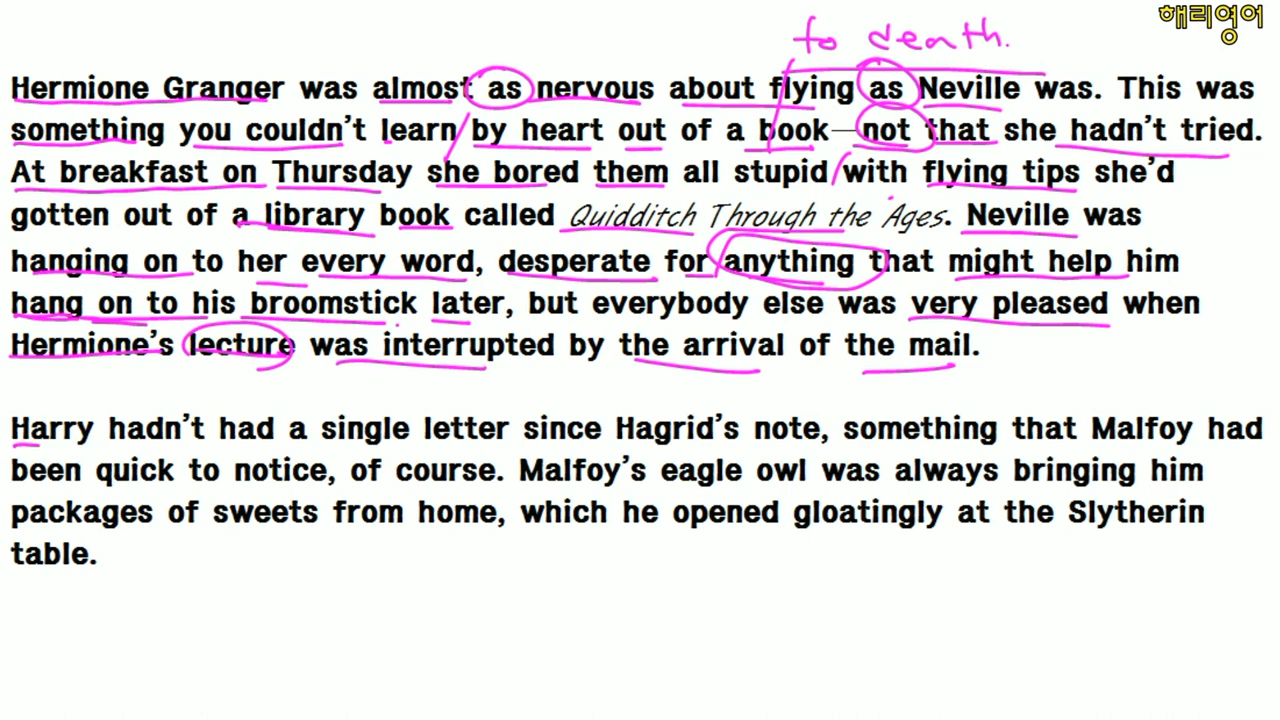 해리영어
to death.
Hermione Granger was almost as nervous about flying as Neville was. This was
something you couldn't learn by heart out of a book—not that she hadn't tried.
At breakfast on Thursday she bored them all stupid with flying tips she'd
gotten out of a library book called Quidditch Through the Ages. Neville was
hanging on to her every word, desperate for anything that might help him
hang on to his broomstick later, but everybody else was very pleased when
Hermione's lecture was interrupted by the arrival of the mail.
Harry hadn't had a single letter since Hagrid's note, something that Malfoy had
been quick to notice, of course. Malfoy's eagle owl was always bringing him
packages of sweets from home, which he opened gloatingly at the Slytherin
table.